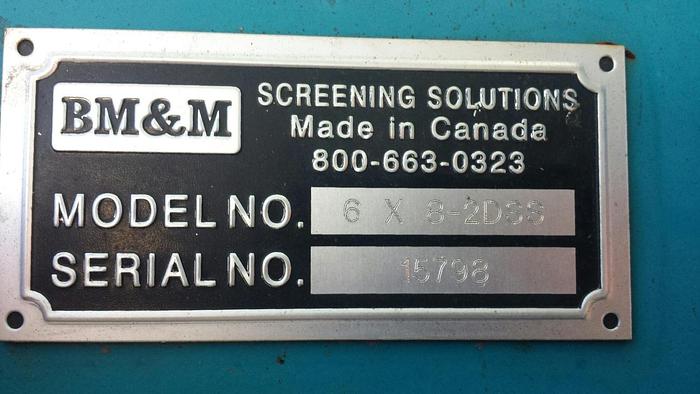 BM&M
SCREENING SOLUTIONS
Made in Canada
800-663-0323
MODEL NO. 6 X 8-2DSS
SERIAL NO. 15798